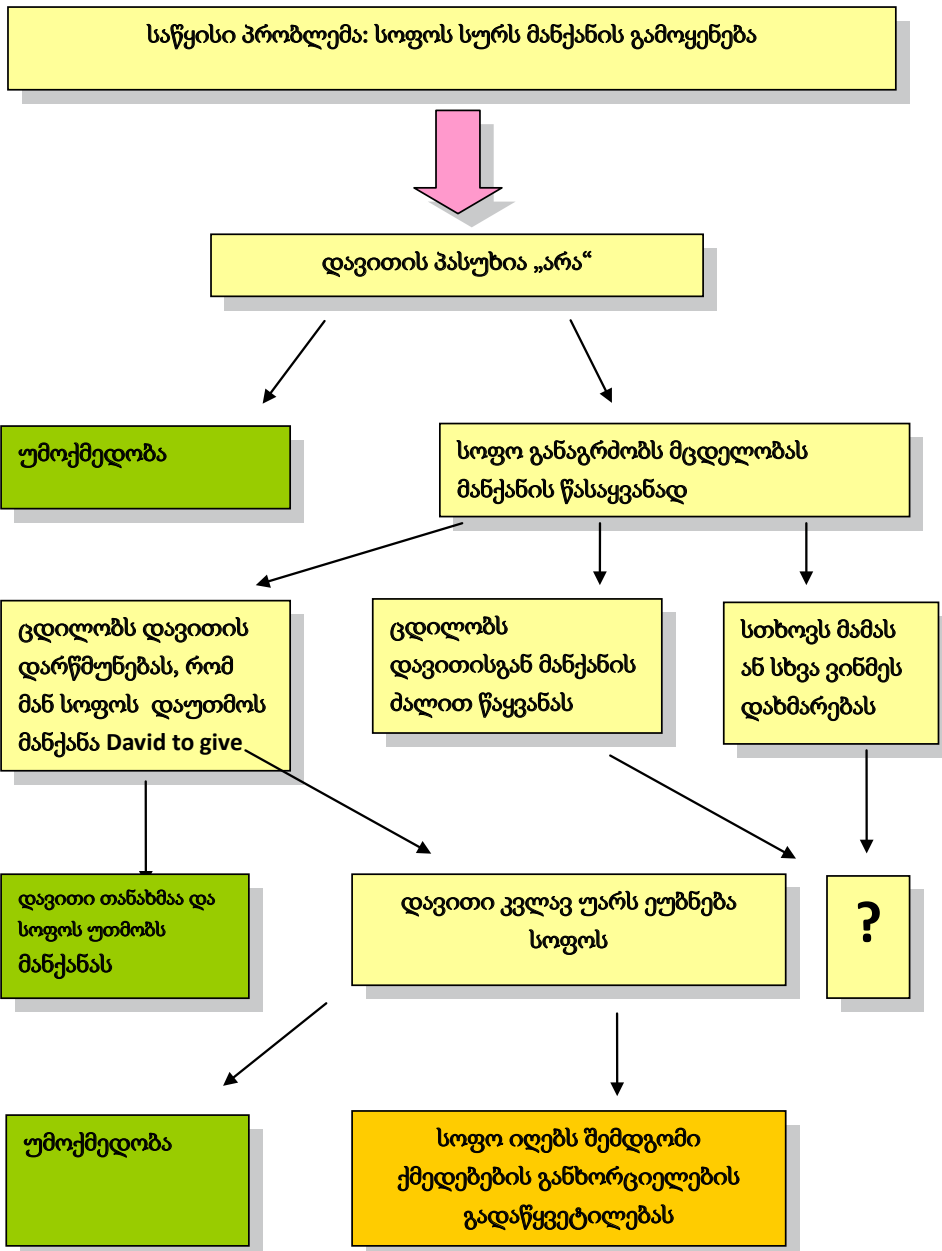 საწყისი პრობლემა: სოფოს სურს მანქანის გამოყენება
დავითის პასუხია „არა“
უმოქმედობა
სოფო განაგრძობს მცდელობას
მანქანის წასაყვანად
ცდილობს დავითის
დარწმუნებას, რომ
მან სოფოს დაუთმოს
მანქანა David to give
ცდილობს
დავითისგან მანქანის
ძალით წაყვანას
სთხოვს მამას
ან სხვა ვინმეს
დახმარებას
დავითი თანახმაა და
სოფოს უთმობს
მანქანას
დავითი კვლავ უარს ეუბნება
სოფოს
?
უმოქმედობა
სოფო იღებს შემდგომი
ქმედებების განხორციელების
გადაწყვეტილებას